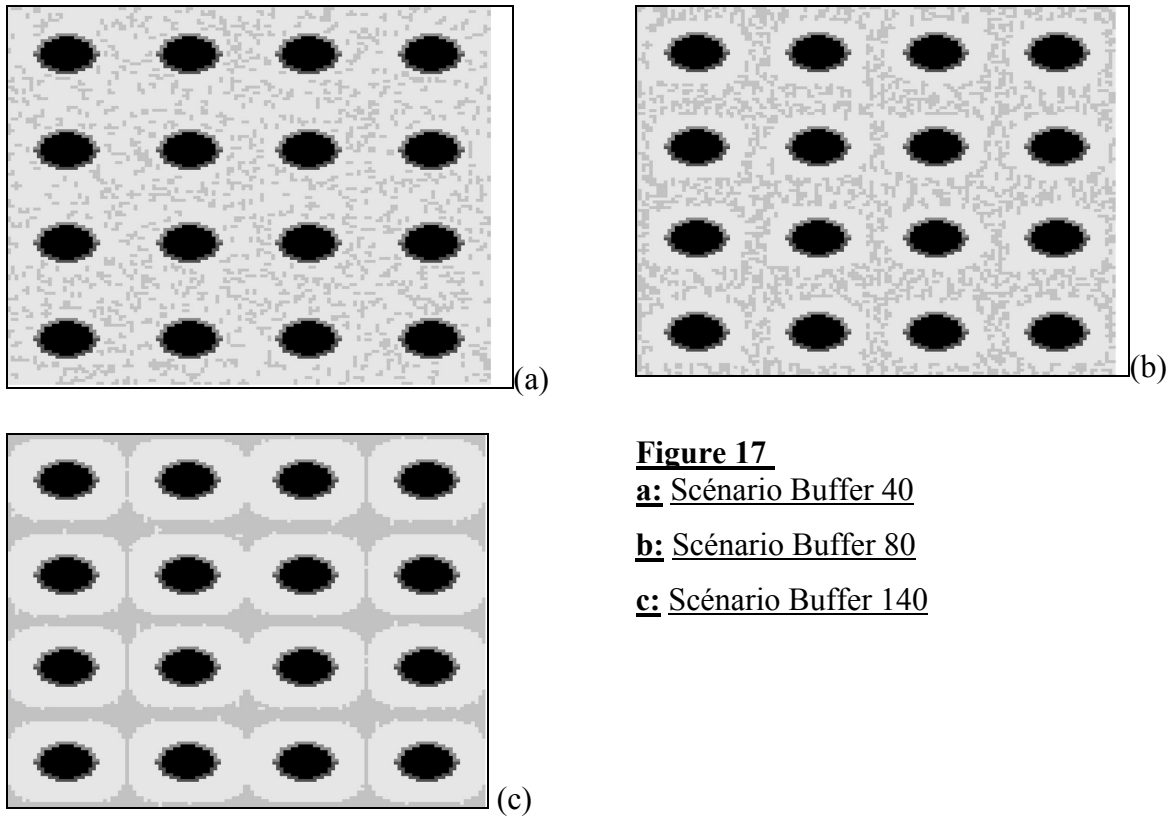 (a)
(b)
(c)
Figure 17
a: Scénario Buffer 40
b: Scénario Buffer 80
c: Scénario Buffer 140